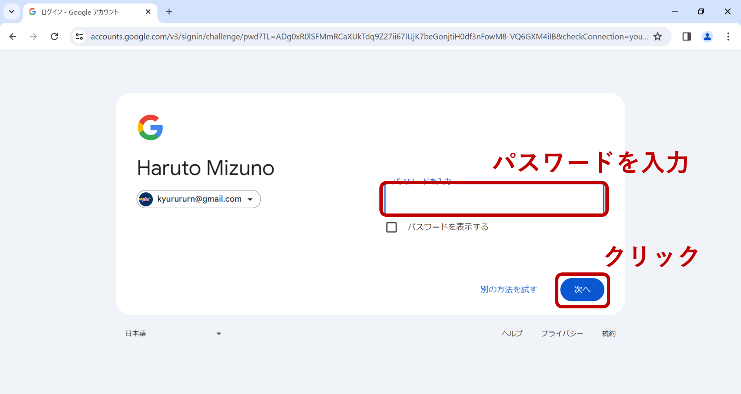 ログイン - Google アカウント
accounts.google.com/v3/signin/challenge/pwd?TL=ADg0xR0lSFMmRCaXUkTdq9Z27ii67IUjK7beGonjtiH0df3nFowM8-VQ6GXM4iIB&checkConnection=you...
Haruto Mizuno
パスワードを入力
パスワードを入力
kyurururn@gmail.com
パスワードを表示する
クリック
別の方法を試す
次へ
日本語
ヘルプ プライバシー 規約